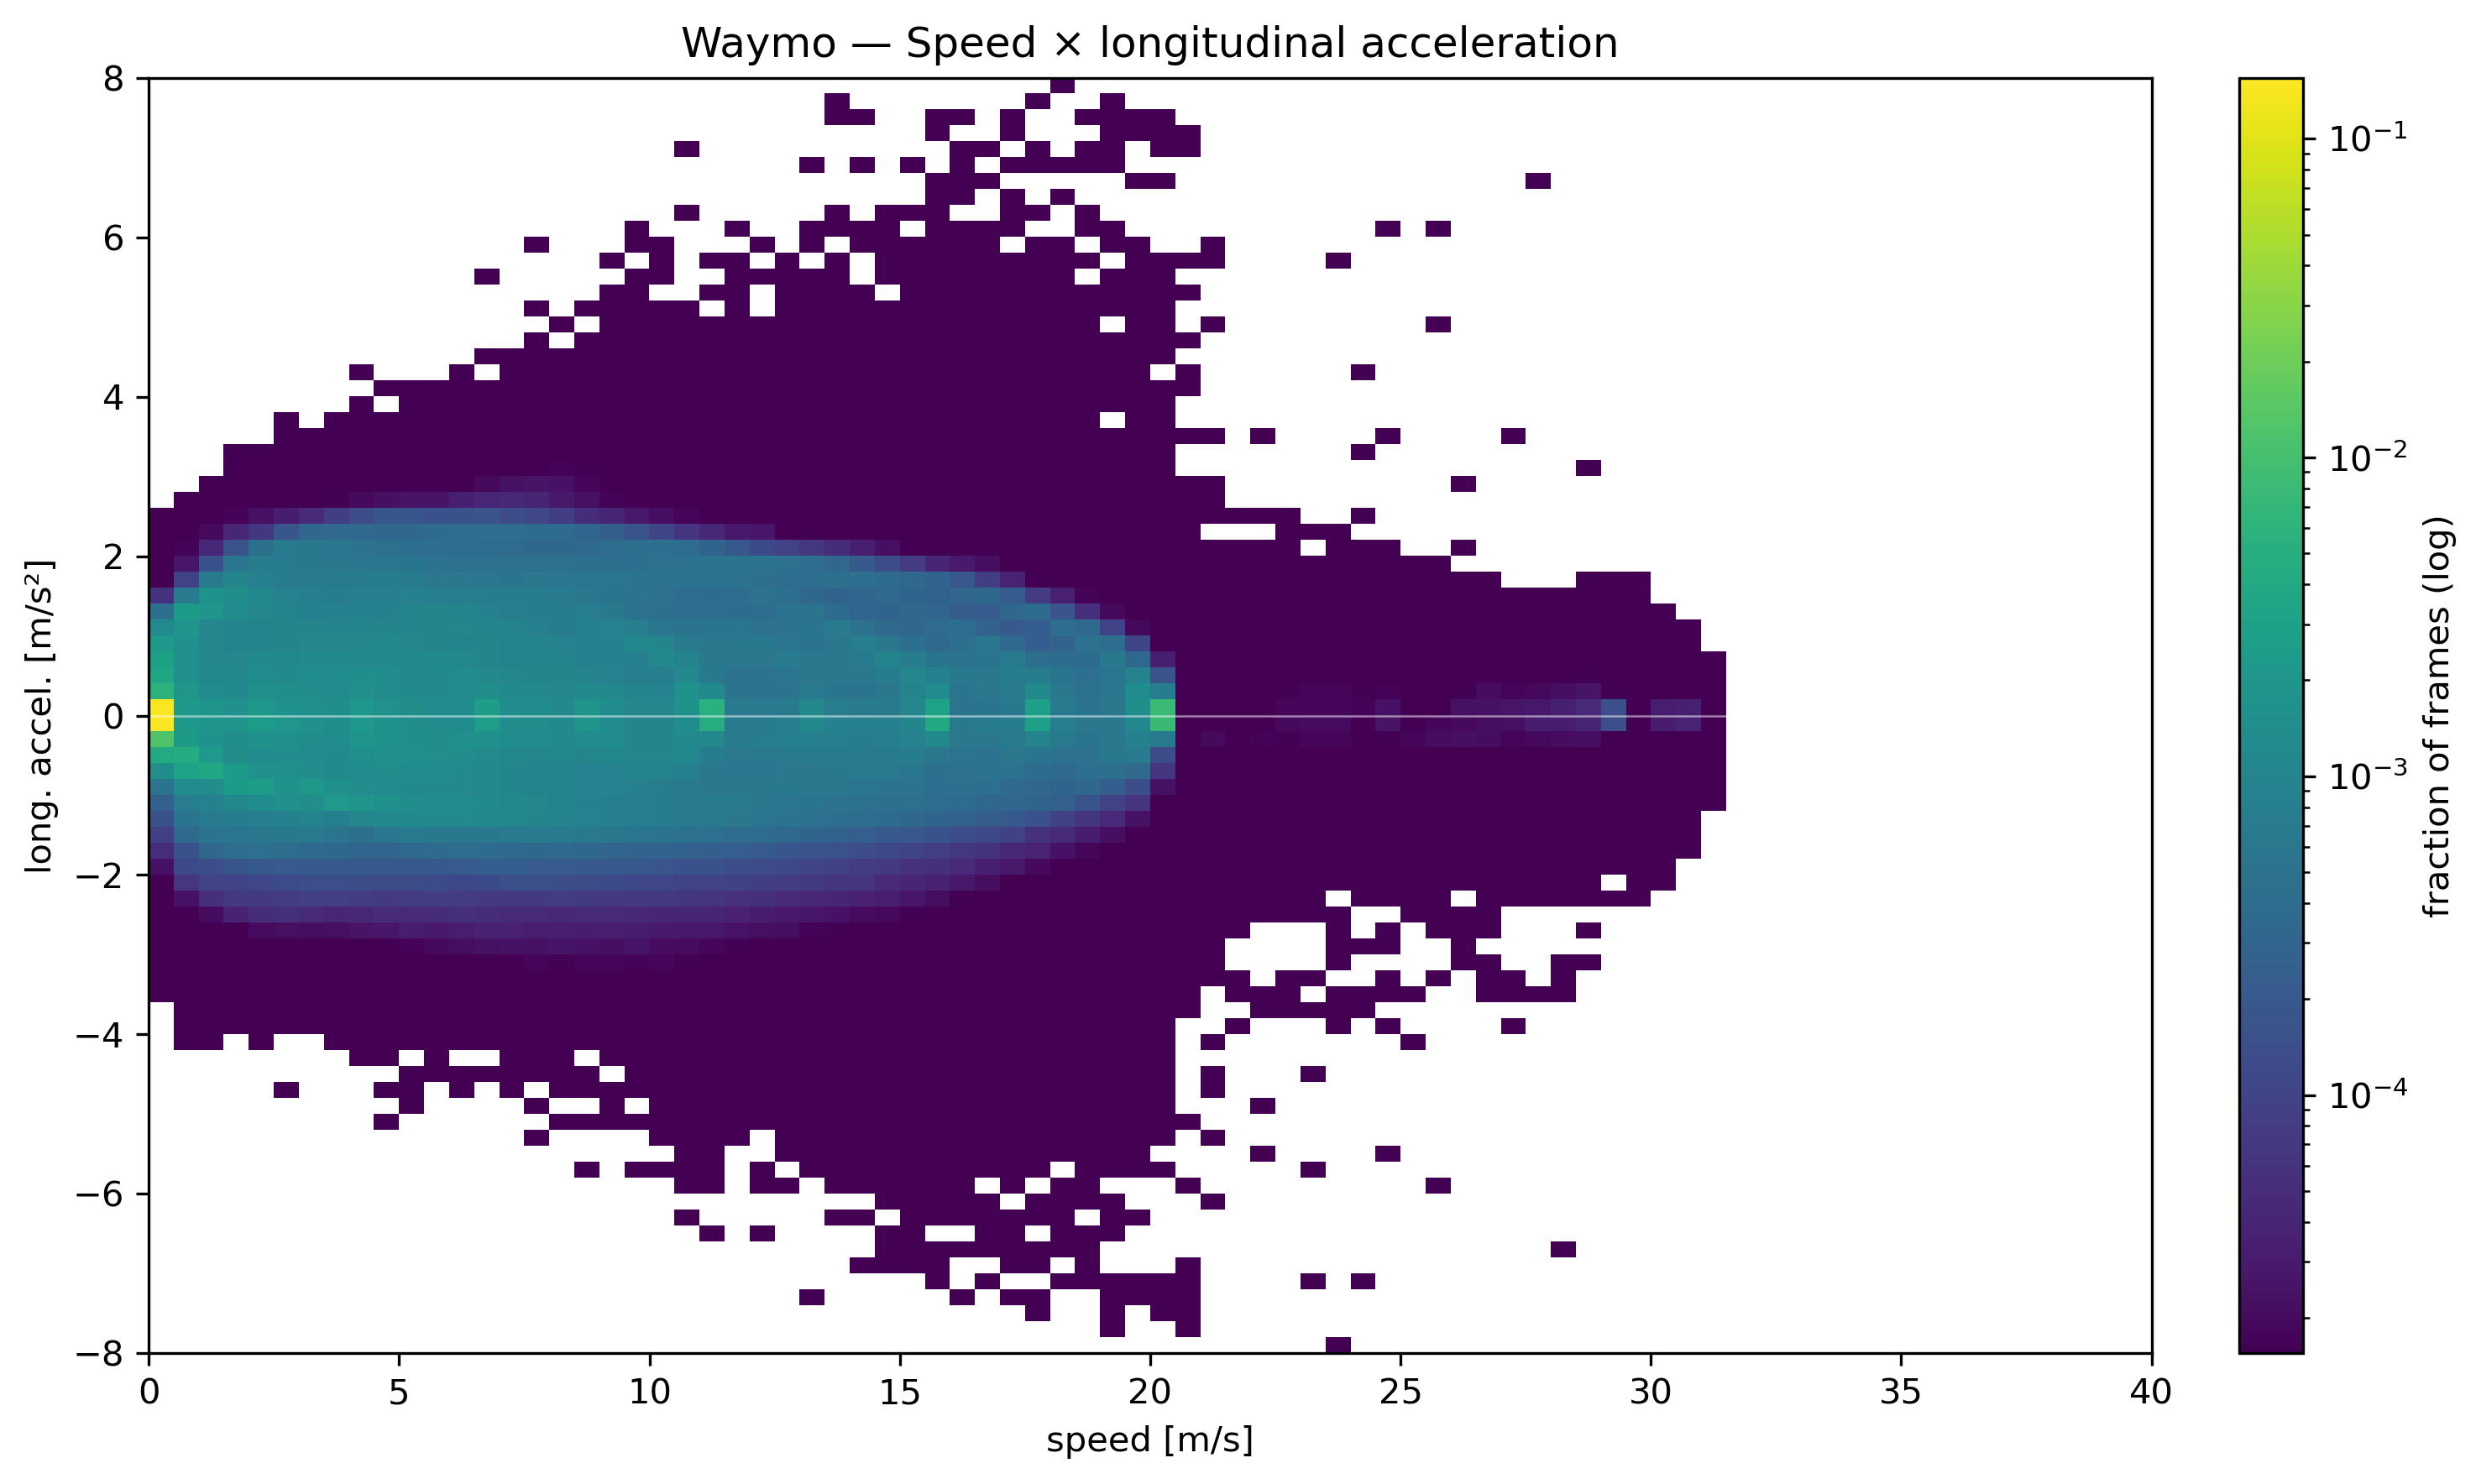 Waymo — Speed × longitudinal acceleration
8
6
4
2
0
−2
−4
−6
−8
long. accel. [m/s²]
0 5 10 15 20 25 30 35 40
speed [m/s]
10⁻¹
10⁻²
10⁻³
10⁻⁴
fraction of frames (log)